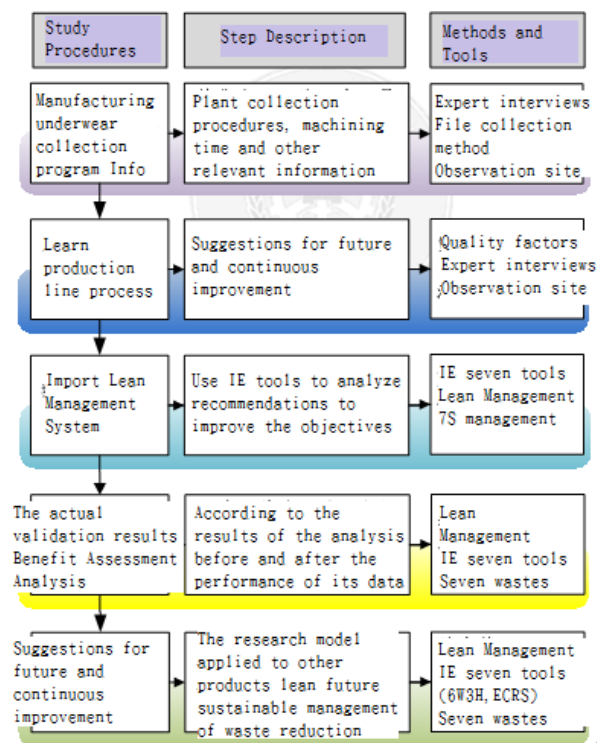 Study
Procedures
Step Description
Methods and
Tools
Manufacturing
underwear
collection
program Info
Plant collection
procedures, machining
time and other
relevant information
Expert interviews
File collection
method
Observation site
Learn
production
line process
Suggestions for future
and continuous
improvement
Quality factors
Expert interviews
Observation site
Import Lean
Management
System
Use IE tools to analyze
recommendations to
improve the objectives
IE seven tools
Lean Management
7S management
The actual
validation results
Benefit Assessment
Analysis
According to the
results of the analysis
before and after the
performance of its data
Lean
Management
IE seven tools
Seven wastes
Suggestions for
future and
continuous
improvement
The research model
applied to other
products lean future
sustainable management
of waste reduction
Lean Management
IE seven tools
(6W3H,ECRS)
Seven wastes